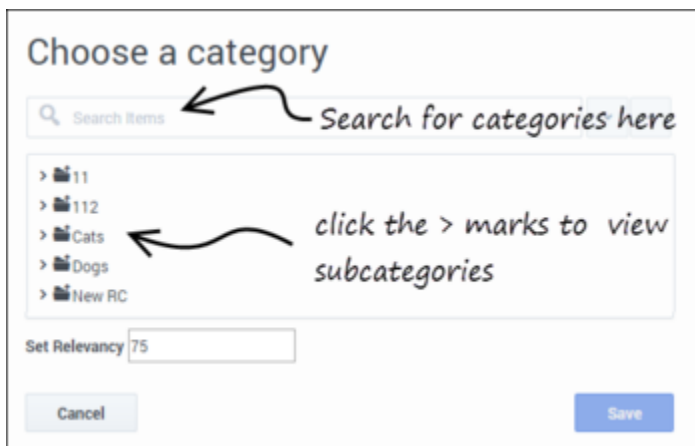 Choose a category
Search Items
Search for categories here
> 11
> 112
> Cats
> Dogs
> New RC
click the > marks to view
subcategories
Set Relevancy 75
Cancel
Save